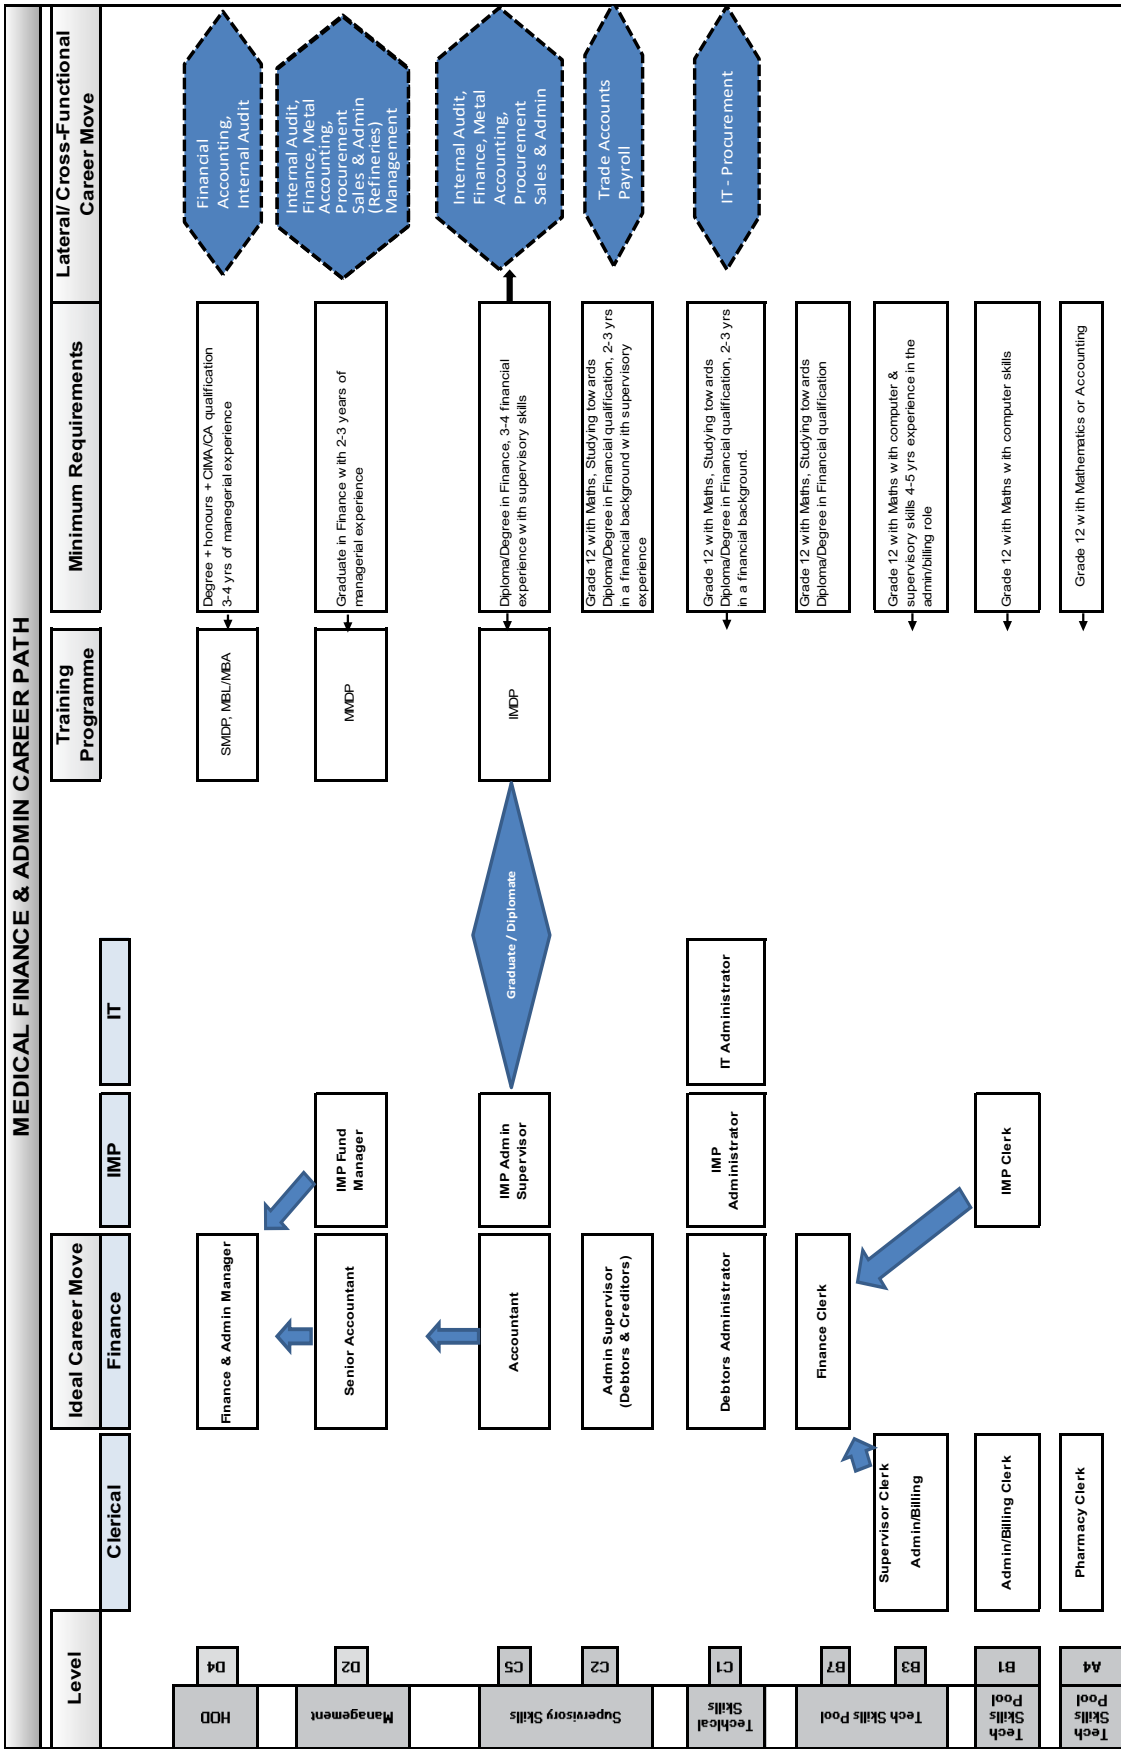 MEDICAL FINANCE & ADMIN CAREER PATH
Level
Ideal Career Move
Training
Programme
Minimum Requirements
Lateral/ Cross-Functional
Career Move
Clerical
Finance
IMP
IT
HOD
D4
Finance & Admin Manager
SMDP, MBL/MBA
Degree + honours + CIMA/CA qualification
3-4 yrs of manegerial experience
Financial
Accounting,
Internal Audit
Management
D2
Senior Accountant
IMP Fund
Manager
MMDP
Graduate in Finance with 2-3 years of
managerial experience
Internal Audit,
Finance, Metal
Accounting,
Procurement
Sales & Admin
(Refineries)
Management
Supervisory Skills
C5
Accountant
IMP Admin
Supervisor
Graduate / Diplomate
IMDP
Diploma/Degree in Finance, 3-4 financial
experience with supervisory skills
Internal Audit,
Finance, Metal
Accounting,
Procurement
Sales & Admin
C2
Admin Supervisor
(Debtors & Creditors)
Grade 12 with Maths, Studying towards
Diploma/Degree in Financial qualification, 2-3 yrs
in a financial background with supervisory
experience
Trade Accounts
Payroll
Techical
Skills
C1
Debtors Administrator
IMP
Administrator
IT Administrator
Grade 12 with Maths, Studying towards
Diploma/Degree in Financial qualification, 2-3 yrs
in a financial background.
IT - Procurement
Tech Skills Pool
B7
Finance Clerk
Grade 12 with Maths, Studying towards
Diploma/Degree in Financial qualification
B3
Supervisor Clerk
Admin/Billing
Grade 12 with Maths with computer &
supervisory skills 4-5 yrs experience in the
admin/billing role
Tech
Skills
Pool
B1
Admin/Billing Clerk
IMP Clerk
Grade 12 with Maths with computer skills
Tech
Skills
Pool
A4
Pharmacy Clerk
Grade 12 with Mathematics or Accounting